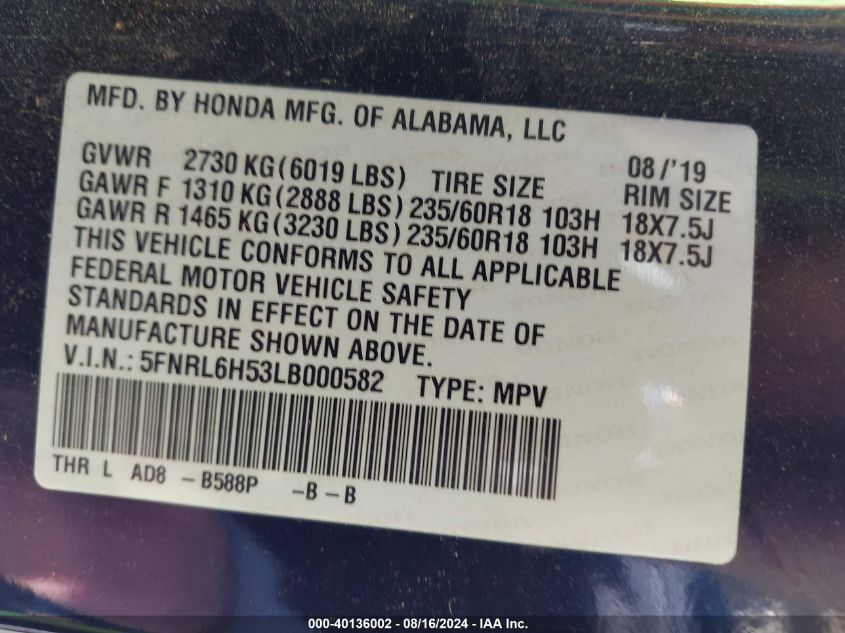 MFD. BY HONDA MFG. OF ALABAMA, LLC
08/'19
GVWR 2730 KG(6019 LBS) TIRE SIZE RIM SIZE
GAWR F 1310 KG(2888 LBS) 235/60R18 103H 18X7.5J
GAWR R 1465 KG(3230 LBS) 235/60R18 103H 18X7.5J
THIS VEHICLE CONFORMS TO ALL APPLICABLE
FEDERAL MOTOR VEHICLE SAFETY
STANDARDS IN EFFECT ON THE DATE OF
MANUFACTURE SHOWN ABOVE.
V.I.N.: 5FNRL6H53LB000582 TYPE: MPV
THR L AD8 - B588P -B-B
000-40136002 - 08/16/2024 - IAA Inc.